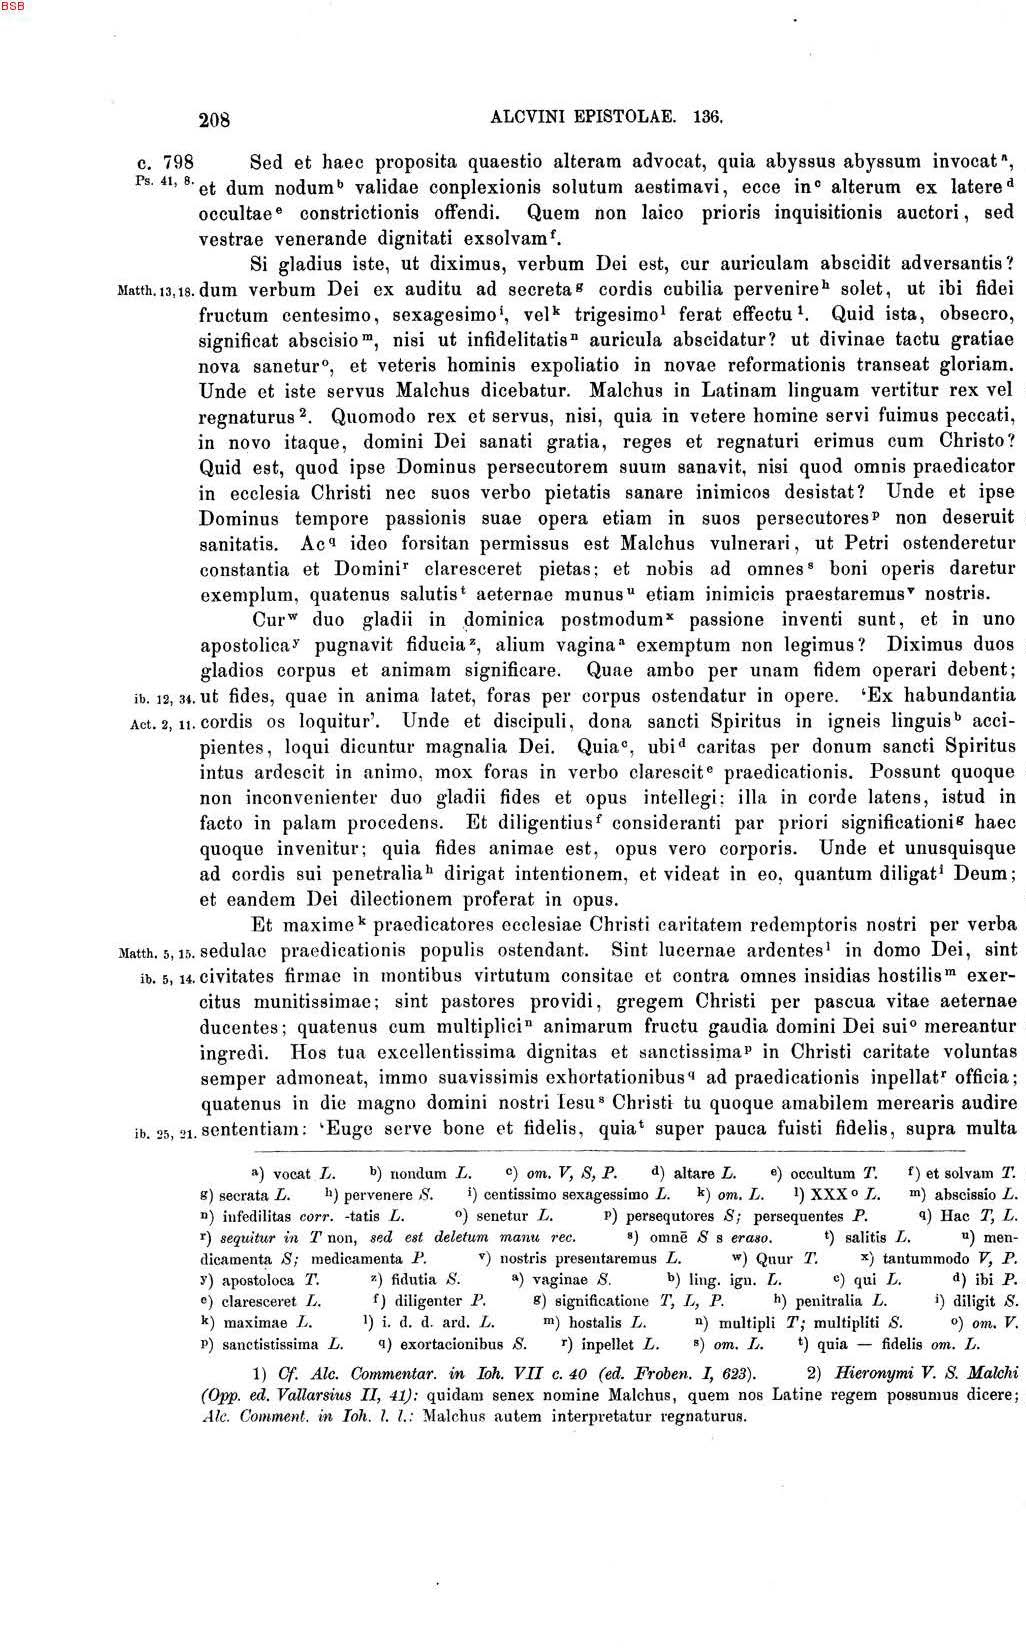 BSB
208 ALCVINI EPISTOLAE. 136.
c. 798 Sed et haec proposita quaestio alteram advocat, quia abyssus abyssum invocat a,
Ps. 41, 8. et dum nodum b validae conplexionis solutum aestimavi, ecce in c alterum ex latere d
occultae e constrictionis offendi. Quem non laico prioris inquisitionis auctori, sed
vestrae venerande dignitati exsolvam f.
Si gladius iste, ut diximus, verbum Dei est, cur auriculam abscidit adversantis?
Matth. 13, 18. dum verbum Dei ex auditu ad secreta g cordis cubilia pervenire h solet, ut ibi fidei
fructum centesimo, sexagesimo i, vel k trigesimo l ferat effectu 1. Quid ista, obsecro,
significat abscisio m, nisi ut infidelitatis n auricula abscidatur? ut divinae tactu gratiae
nova sanetur o, et veteris hominis expoliatio in novae reformationis transeat gloriam.
Unde et iste servus Malchus dicebatur. Malchus in Latinam linguam vertitur rex vel
regnaturus 2. Quomodo rex et servus, nisi, quia in vetere homine servi fuimus peccati,
in novo itaque, domini Dei sanati gratia, reges et regnaturi erimus cum Christo?
Quid est, quod ipse Dominus persecutorem suum sanavit, nisi quod omnis praedicator
in ecclesia Christi nec suos verbo pietatis sanare inimicos desistat? Unde et ipse
Dominus tempore passionis suae opera etiam in suos persecutores p non deseruit
sanitatis. Ac q ideo forsitan permissus est Malchus vulnerari, ut Petri ostenderetur
constantia et Domini r claresceret pietas; et nobis ad omnes s boni operis daretur
exemplum, quatenus salutis t aeternae munus u etiam inimicis praestaremus v nostris.
Cur w duo gladii in dominica postmodum x passione inventi sunt, et in uno
apostolica y pugnavit fiducia z, alium vagina a exemptum non legimus? Diximus duos
gladios corpus et animam significare. Quae ambo per unam fidem operari debent;
ib. 12, 34. ut fides, quae in anima latet, foras per corpus ostendatur in opere. 'Ex habundantia
Act. 2, 11. cordis os loquitur'. Unde et discipuli, dona sancti Spiritus in igneis linguis b acci-
pientes, loqui dicuntur magnalia Dei. Quia c, ubi d caritas per donum sancti Spiritus
intus ardescit in animo, mox foras in verbo clarescit e praedicationis. Possunt quoque
non inconvenienter duo gladii fides et opus intellegi; illa in corde latens, istud in
facto in palam procedens. Et diligentius f consideranti par priori significationi g haec
quoque invenitur; quia fides animae est, opus vero corporis. Unde et unusquisque
ad cordis sui penetralia h dirigat intentionem, et videat in eo, quantum diligat i Deum;
et eandem Dei dilectionem proferat in opus.
Et maxime k praedicatores ecclesiae Christi caritatem redemptoris nostri per verba
Matth. 5, 15. sedulae praedicationis populis ostendant. Sint lucernae ardentes l in domo Dei, sint
ib. 5, 14. civitates firmae in montibus virtutum consitae et contra omnes insidias hostilis m exer-
citus munitissimae; sint pastores providi, gregem Christi per pascua vitae aeternae
ducentes; quatenus cum multiplici n animarum fructu gaudia domini Dei sui o mereantur
ingredi. Hos tua excellentissima dignitas et sanctissima p in Christi caritate voluntas
semper admoneat, immo suavissimis exhortationibus q ad praedicationis inpellat r officia;
quatenus in die magno domini nostri Iesu s Christi tu quoque amabilem merearis audire
ib. 25, 21. sententiam: 'Euge serve bone et fidelis, quia t super pauca fuisti fidelis, supra multa
a) vocat L. b) nondum L. c) om. V, S, P. d) altare L. e) occultum T. f) et solvam T.
g) secrata L. h) pervenere S. i) centissimo sexagessimo L. k) om. L. l) XXXo L. m) abscissio L.
n) infedilitas corr. -tatis L. o) senetur L. p) persequtores S; persequentes P. q) Hac T, L.
r) sequitur in T non, sed est deletum manu rec. s) omnē S s eraso. t) salitis L. u) men-
dicamenta S; medicamenta P. v) nostris presentaremus L. w) Quur T. x) tantummodo V, P.
y) apostoloca T. z) fidutia S. a) vaginae S. b) ling. ign. L. c) qui L. d) ibi P.
e) claresceret L. f) diligenter P. g) significatione T, L, P. h) penitralia L. i) diligit S.
k) maximae L. l) i. d. d. ard. L. m) hostalis L. n) multipli T; multipliti S. o) om. V.
p) sanctistissima L. q) exortacionibus S. r) inpellet L. s) om. L. t) quia — fidelis om. L.
1) Cf. Alc. Commentar. in Ioh. VII c. 40 (ed. Froben. I, 623). 2) Hieronymi V. S. Malchi
(Opp. ed. Vallarsius II, 41): quidam senex nomine Malchus, quem nos Latine regem possumus dicere;
Alc. Comment. in Ioh. l. l.: Malchus autem interpretatur regnaturus.